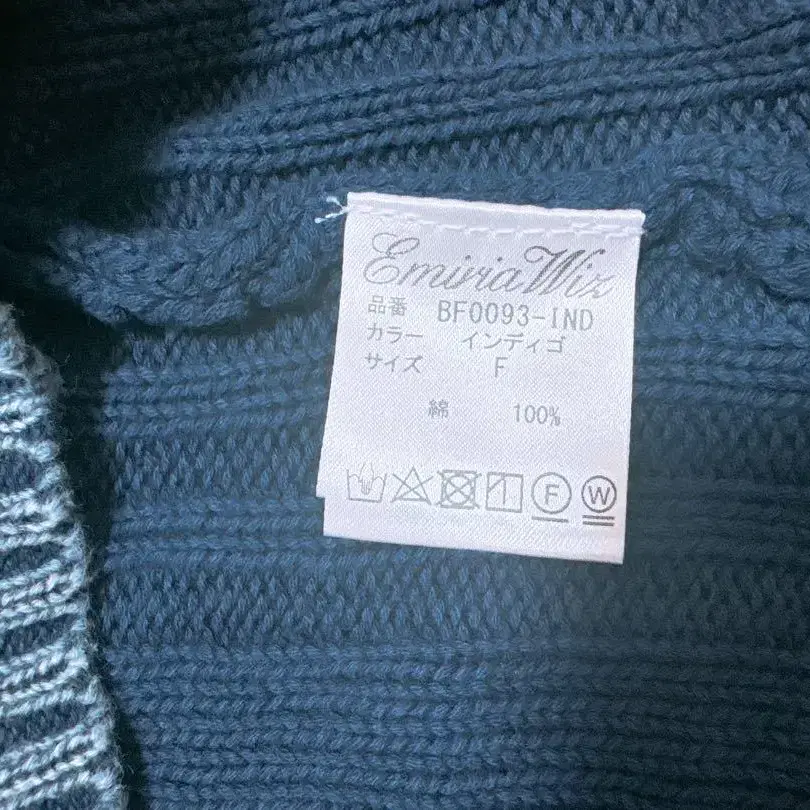 EmiriaWiz
品番 BF0093-IND
カラー インディゴ
サイズ F
綿 100%
F W